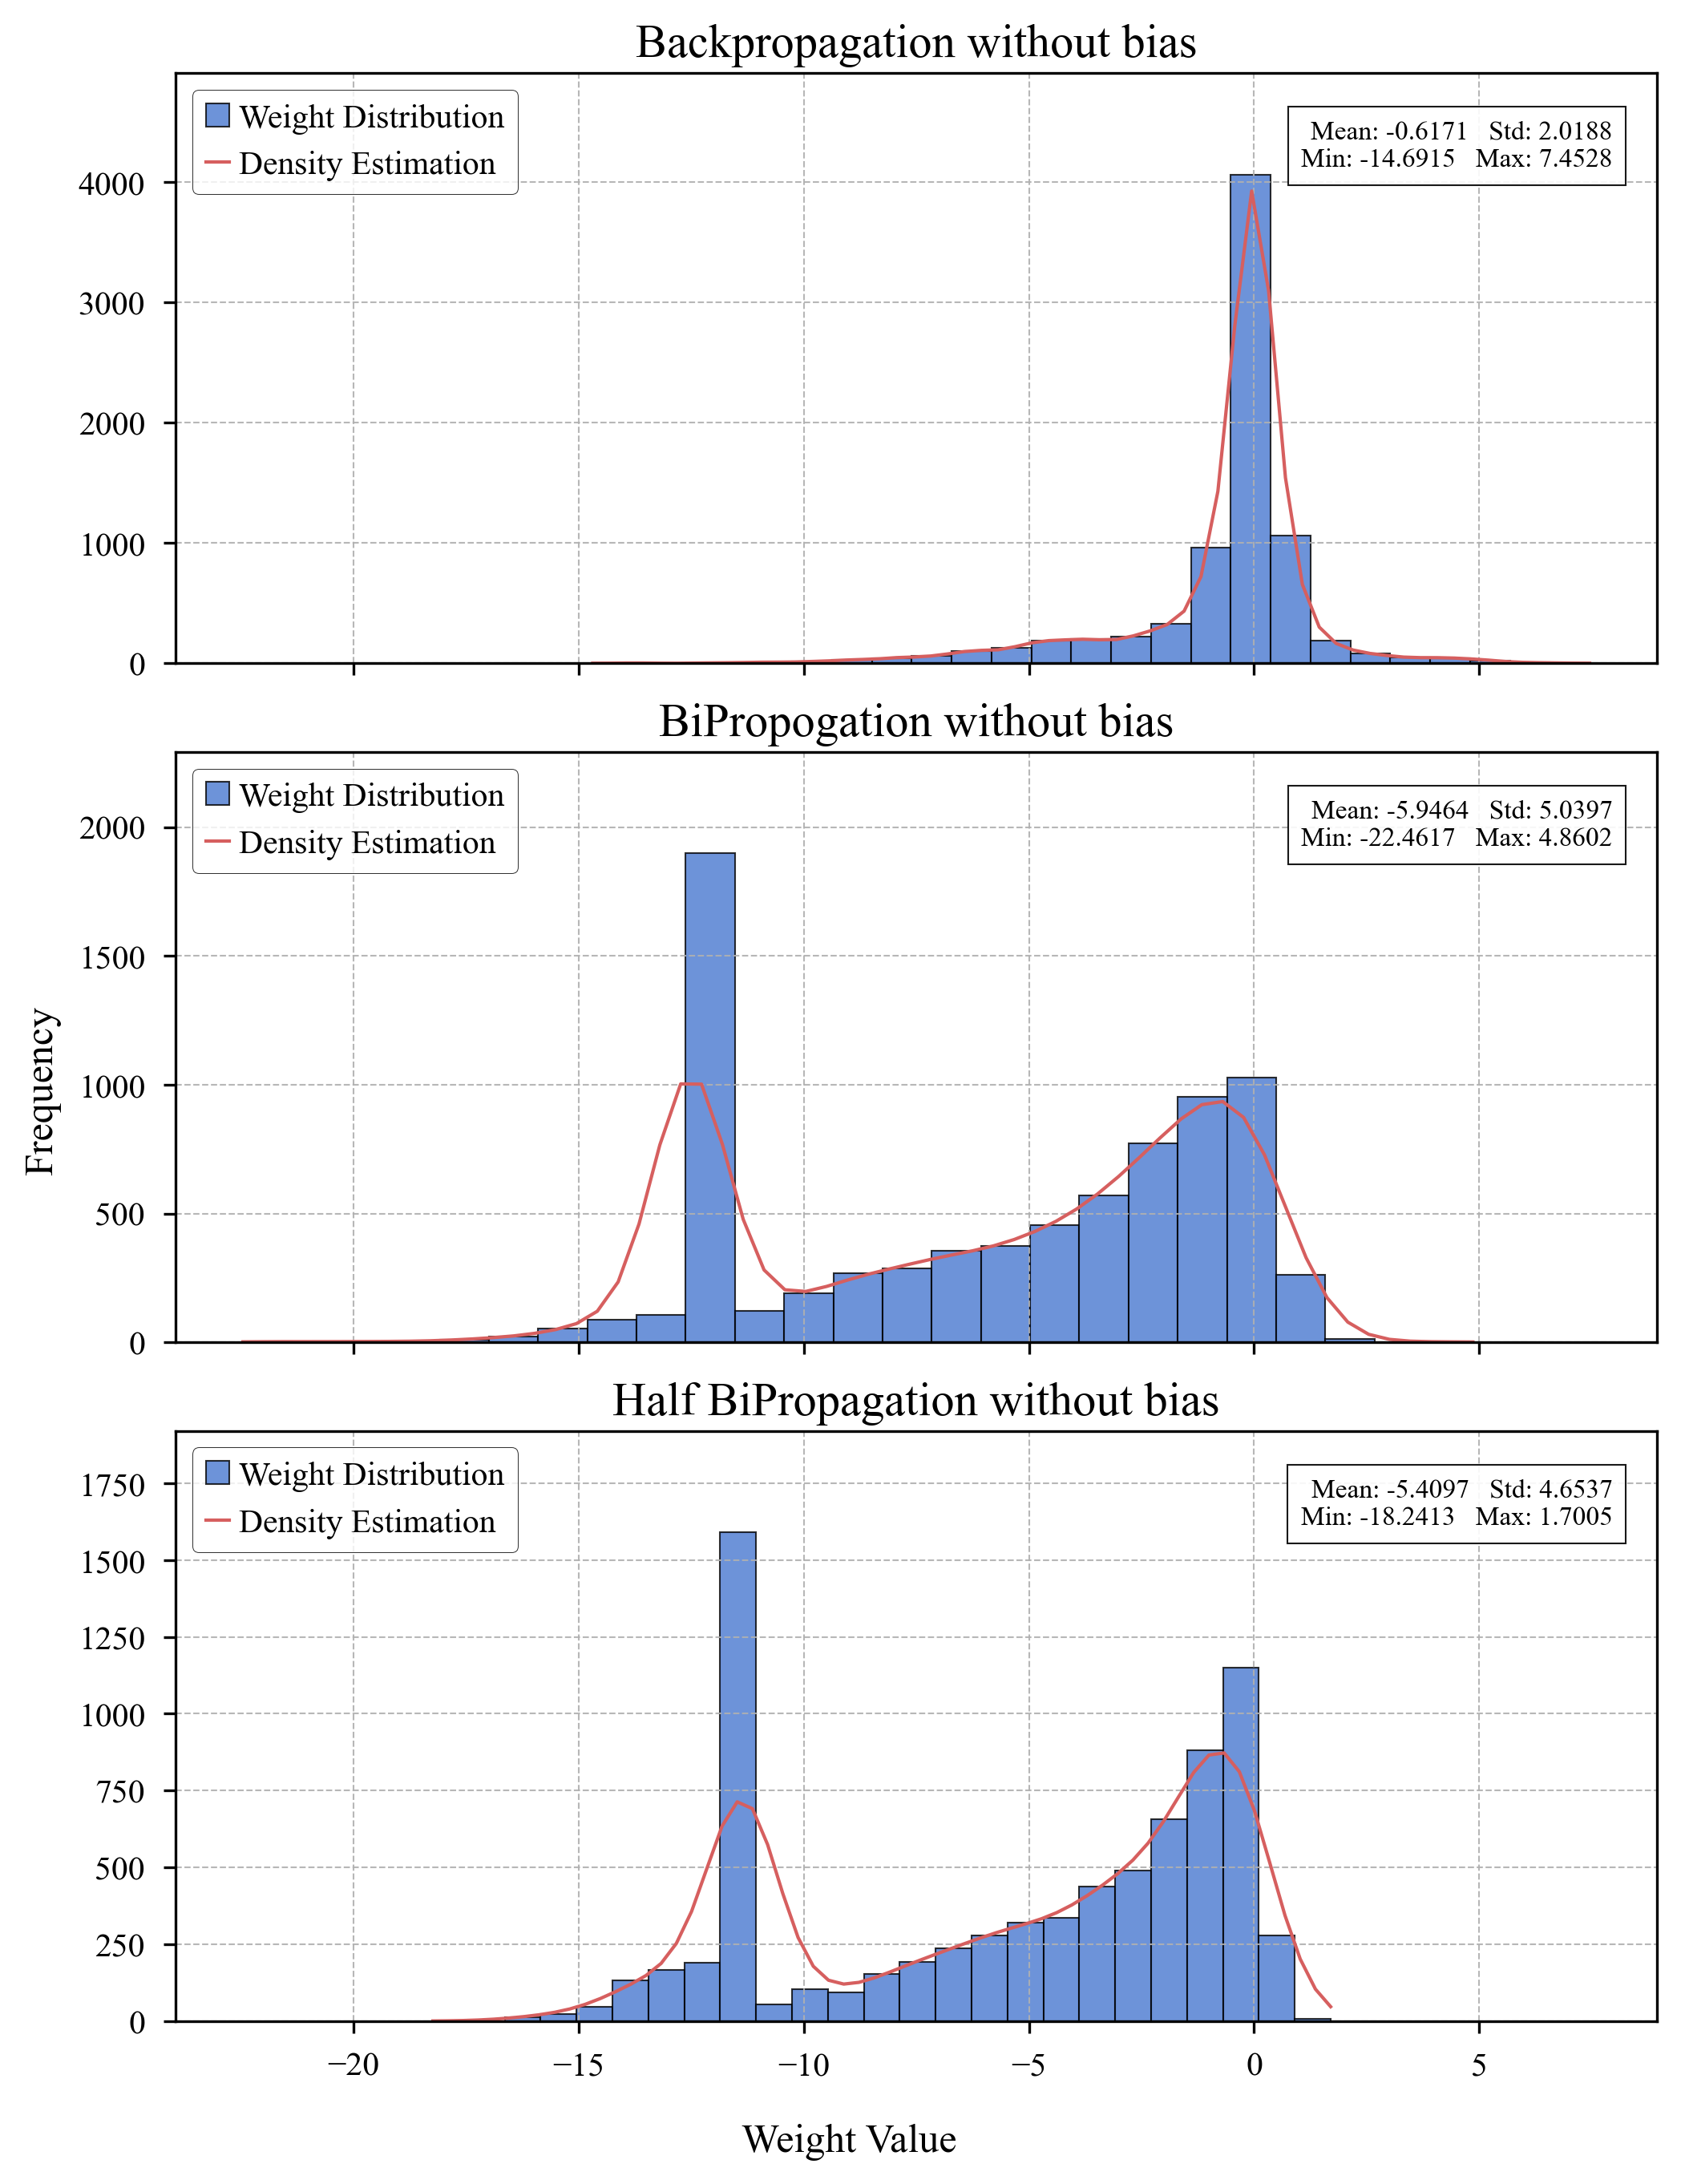 Backpropagation without bias
Weight Distribution
Density Estimation
Mean: -0.6171 Std: 2.0188
Min: -14.6915 Max: 7.4528
4000
3000
2000
1000
0
BiPropogation without bias
Weight Distribution
Density Estimation
Mean: -5.9464 Std: 5.0397
Min: -22.4617 Max: 4.8602
2000
1500
1000
500
0
Frequency
Half BiPropagation without bias
Weight Distribution
Density Estimation
Mean: -5.4097 Std: 4.6537
Min: -18.2413 Max: 1.7005
1750
1500
1250
1000
750
500
250
0
−20 −15 −10 −5 0 5
Weight Value